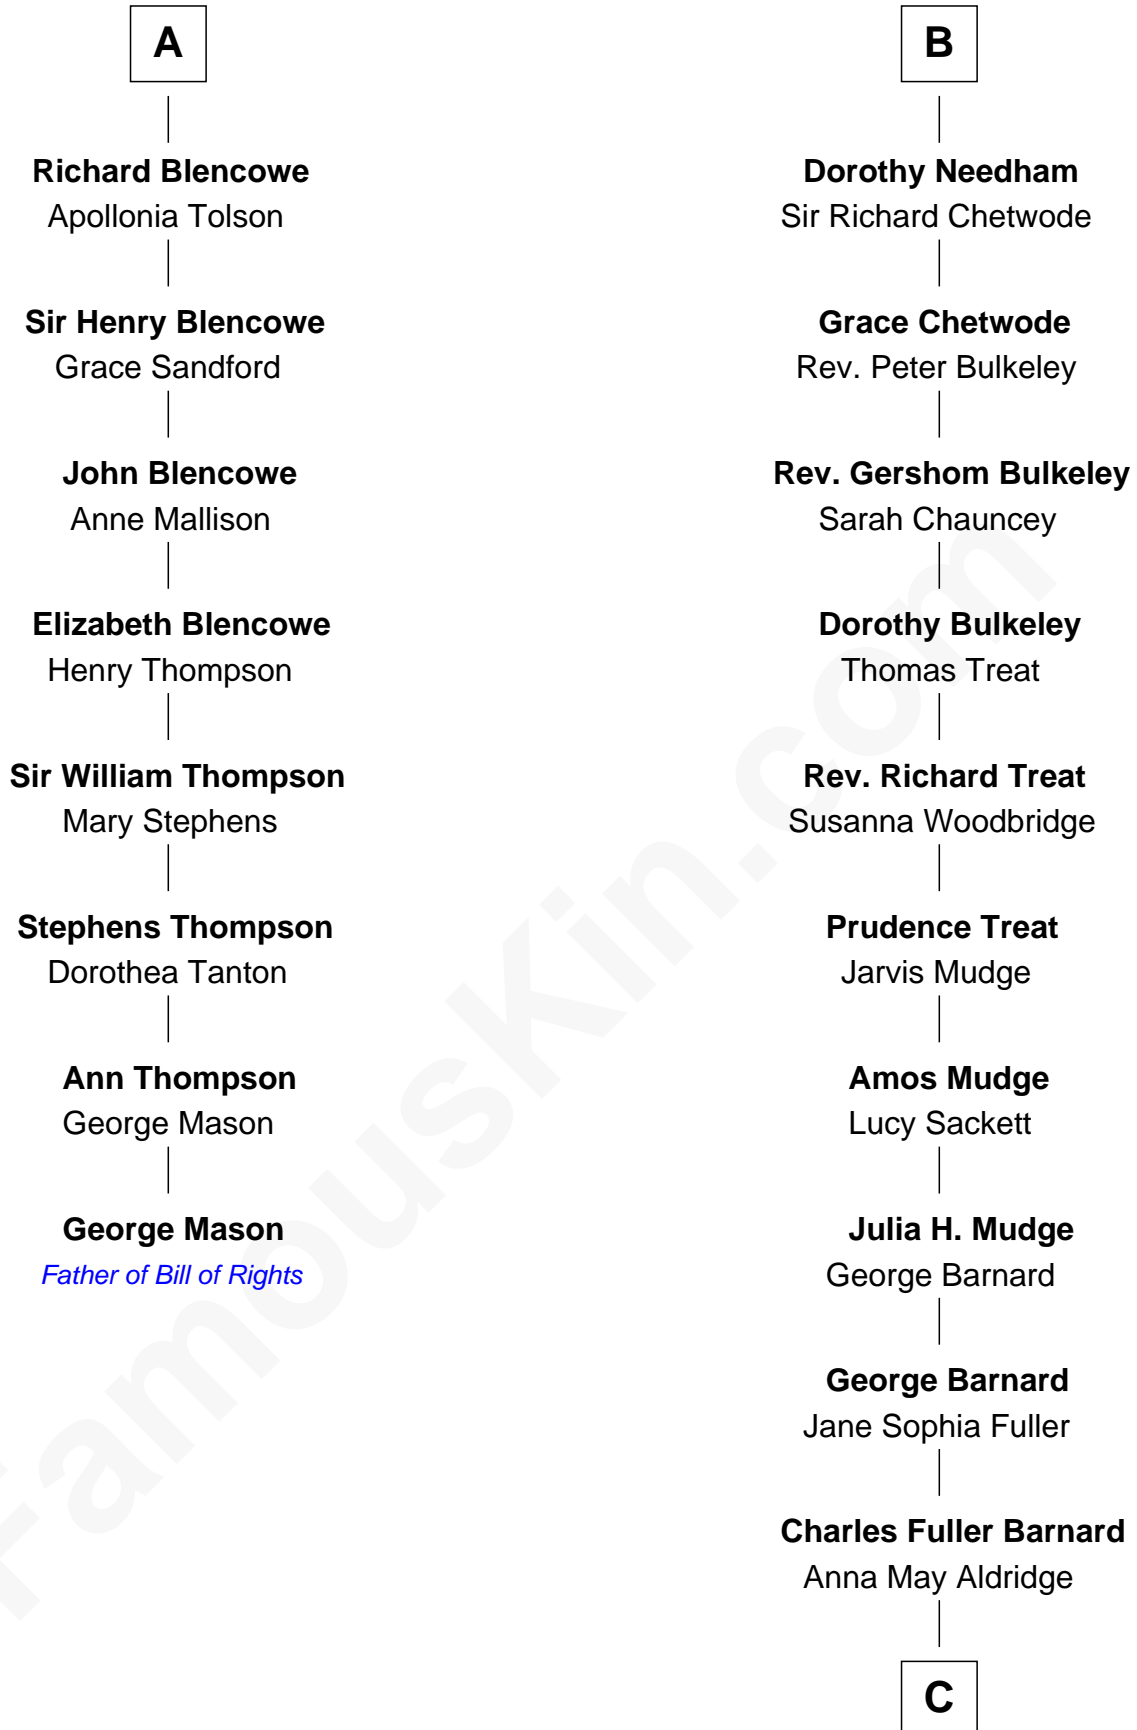 A
Richard Blencowe
Apollonia Tolson
Sir Henry Blencowe
Grace Sandford
John Blencowe
Anne Mallison
Elizabeth Blencowe
Henry Thompson
Sir William Thompson
Mary Stephens
Stephens Thompson
Dorothea Tanton
Ann Thompson
George Mason
George Mason
Father of Bill of Rights
B
Dorothy Needham
Sir Richard Chetwode
Grace Chetwode
Rev. Peter Bulkeley
Rev. Gershom Bulkeley
Sarah Chauncey
Dorothy Bulkeley
Thomas Treat
Rev. Richard Treat
Susanna Woodbridge
Prudence Treat
Jarvis Mudge
Amos Mudge
Lucy Sackett
Julia H. Mudge
George Barnard
George Barnard
Jane Sophia Fuller
Charles Fuller Barnard
Anna May Aldridge
C
FamousKin.com